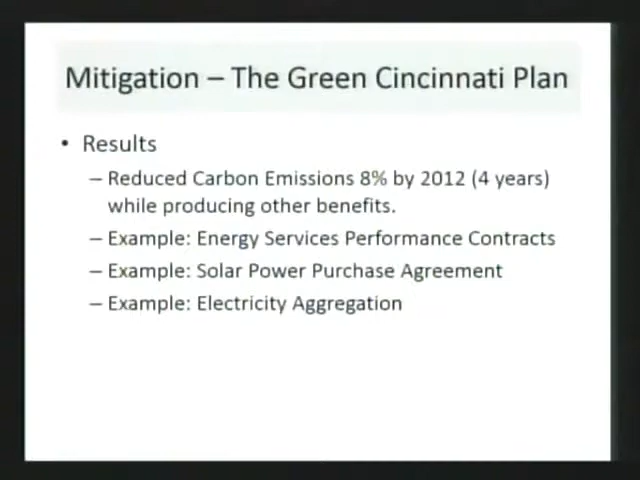 Mitigation – The Green Cincinnati Plan
• Results
– Reduced Carbon Emissions 8% by 2012 (4 years)
while producing other benefits.
– Example: Energy Services Performance Contracts
– Example: Solar Power Purchase Agreement
– Example: Electricity Aggregation